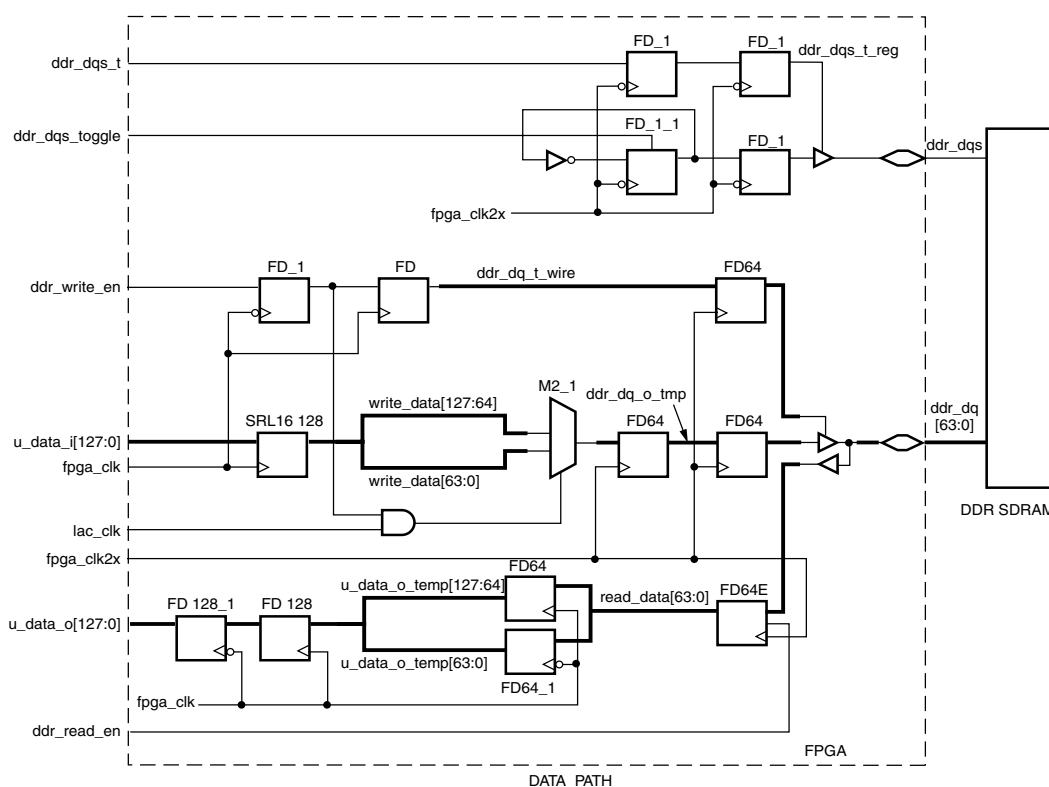 FD_1
FD_1
ddr_dqs_t_reg
ddr_dqs_t
ddr_dqs_toggle
FD_1_1
FD_1
ddr_dqs
fpga_clk2x
FD_1
FD
ddr_dq_t_wire
FD64
ddr_write_en
M2_1
ddr_dq_o_tmp
SRL16 128
write_data[127:64]
FD64
FD64
ddr_dq
[63:0]
u_data_i[127:0]
fpga_clk
write_data[63:0]
DDR SDRAM
lac_clk
fpga_clk2x
FD64
FD64E
u_data_o_temp[127:64]
read_data[63:0]
FD 128_1
FD 128
u_data_o[127:0]
u_data_o_temp[63:0]
FD64_1
fpga_clk
ddr_read_en
FPGA
DATA PATH